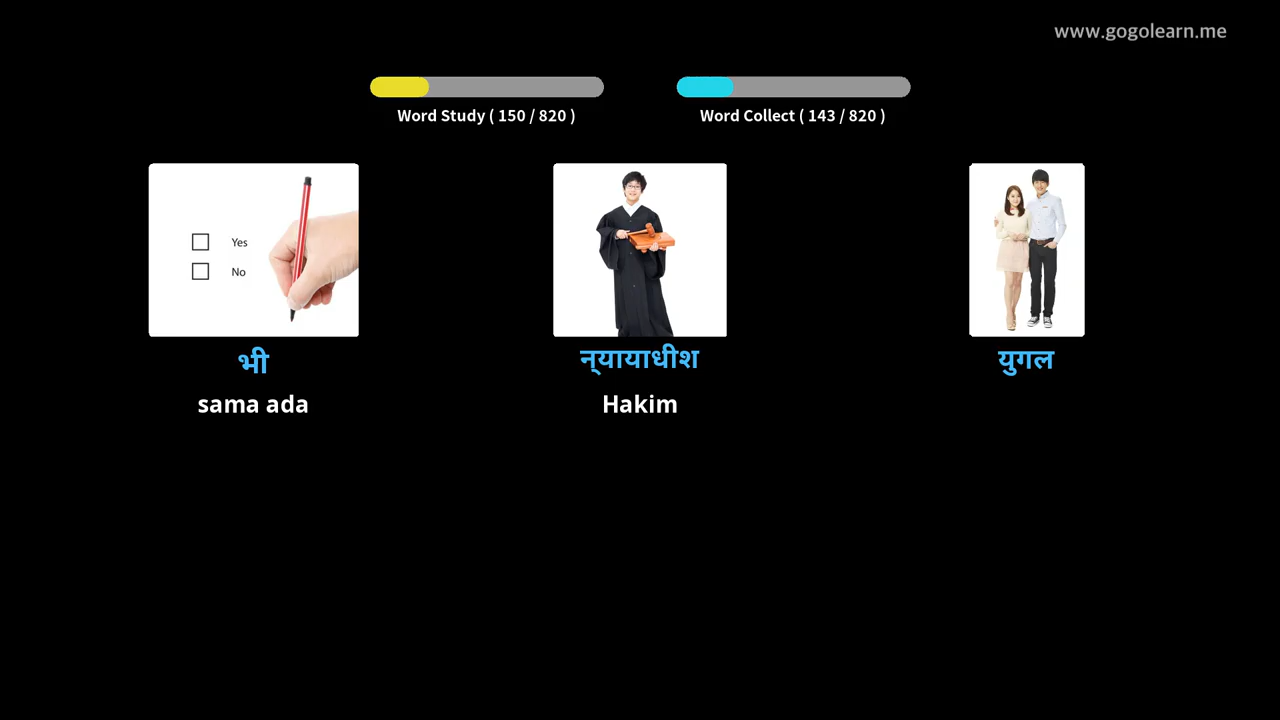 www.gogolearn.me
Word Study ( 150 / 820 )
Word Collect ( 143 / 820 )
Yes
No
भी
न्‌यायाधीश
युगल
sama ada
Hakim